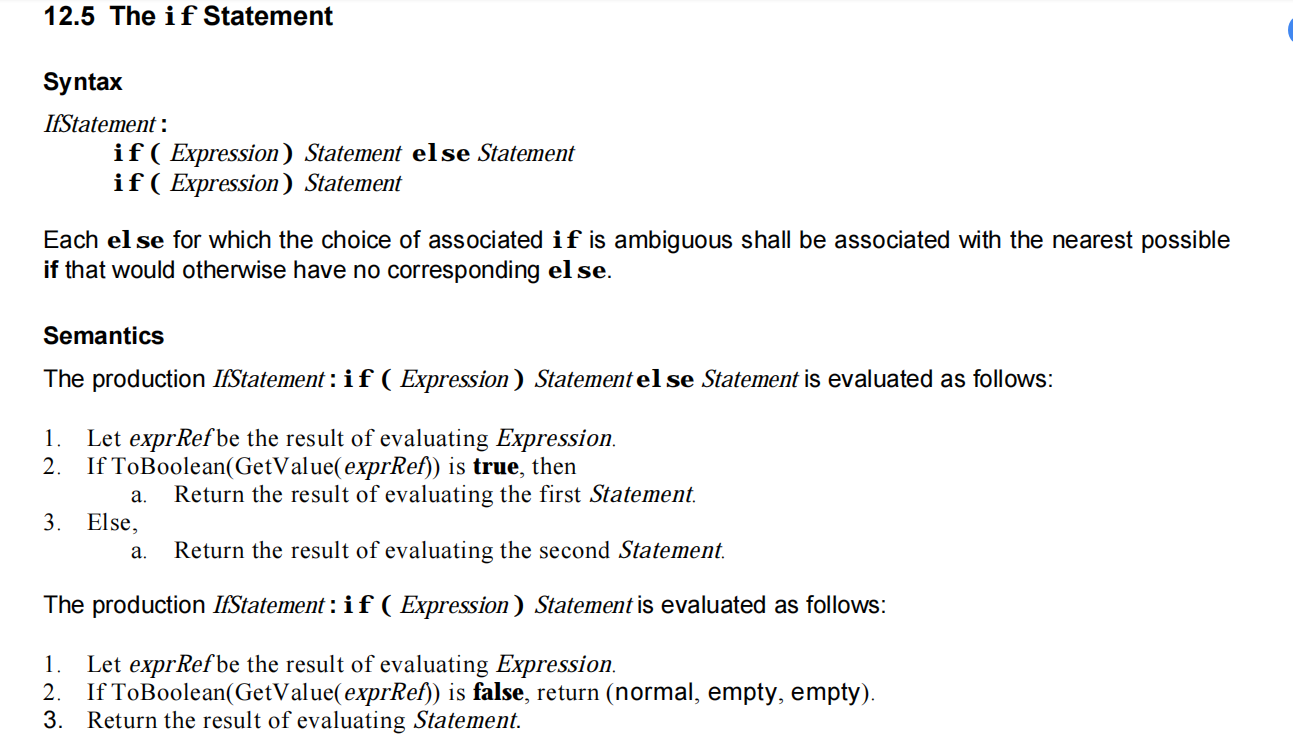 12.5 The if Statement
Syntax
IfStatement :
if ( Expression ) Statement else Statement
if ( Expression ) Statement
Each else for which the choice of associated if is ambiguous shall be associated with the nearest possible
if that would otherwise have no corresponding else.
Semantics
The production IfStatement : if ( Expression ) Statement else Statement is evaluated as follows:
1. Let exprRef be the result of evaluating Expression.
2. If ToBoolean(GetValue(exprRef)) is true, then
a. Return the result of evaluating the first Statement.
3. Else,
a. Return the result of evaluating the second Statement.
The production IfStatement : if ( Expression ) Statement is evaluated as follows:
1. Let exprRef be the result of evaluating Expression.
2. If ToBoolean(GetValue(exprRef)) is false, return (normal, empty, empty).
3. Return the result of evaluating Statement.